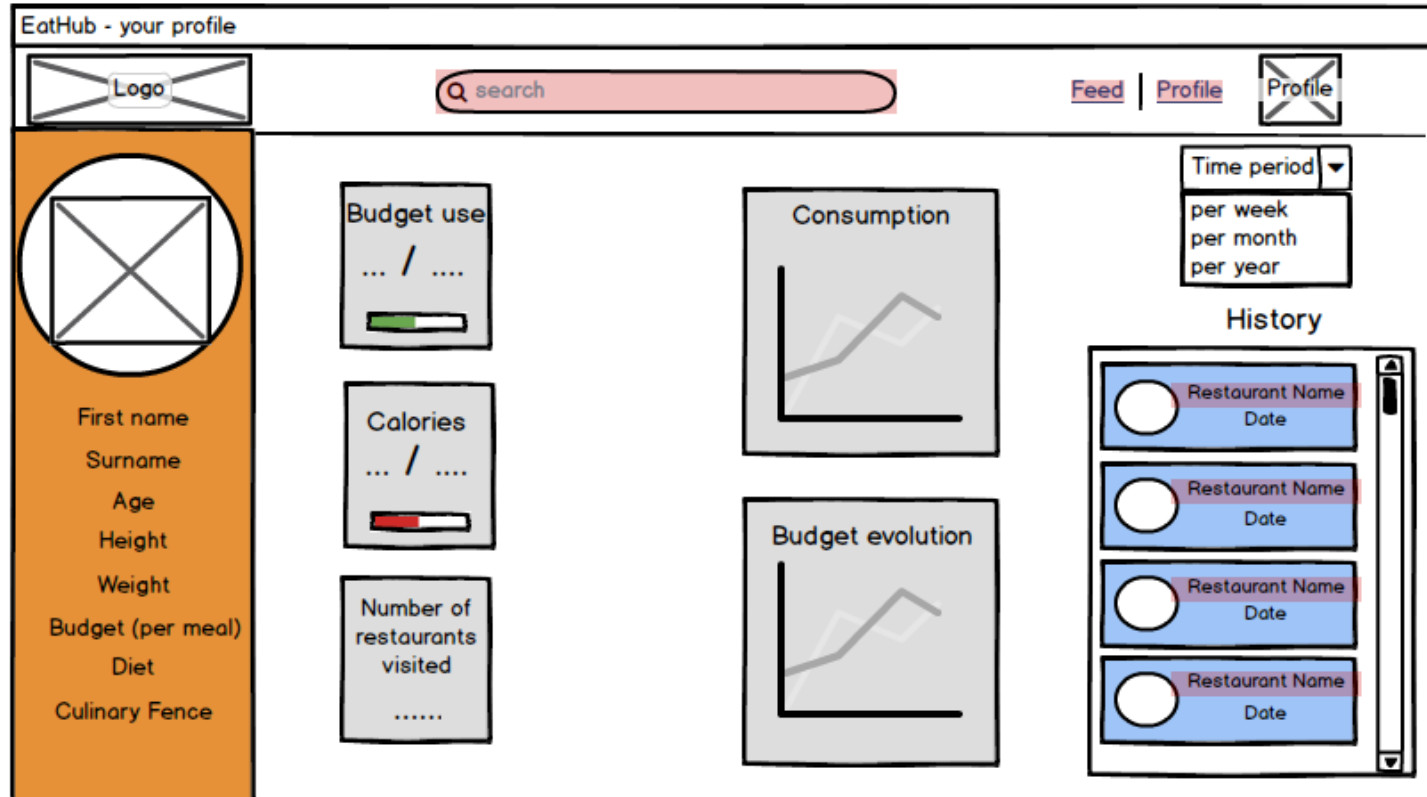 EatHub - your profile
Logo
search
Feed
Profile
Profile
First name
Surname
Age
Height
Weight
Budget (per meal)
Diet
Culinary Fence
Budget use
... / ....
Calories
... / ....
Number of
restaurants
visited
......
Consumption
Budget evolution
Time period
per week
per month
per year
History
Restaurant Name
Date
Restaurant Name
Date
Restaurant Name
Date
Restaurant Name
Date